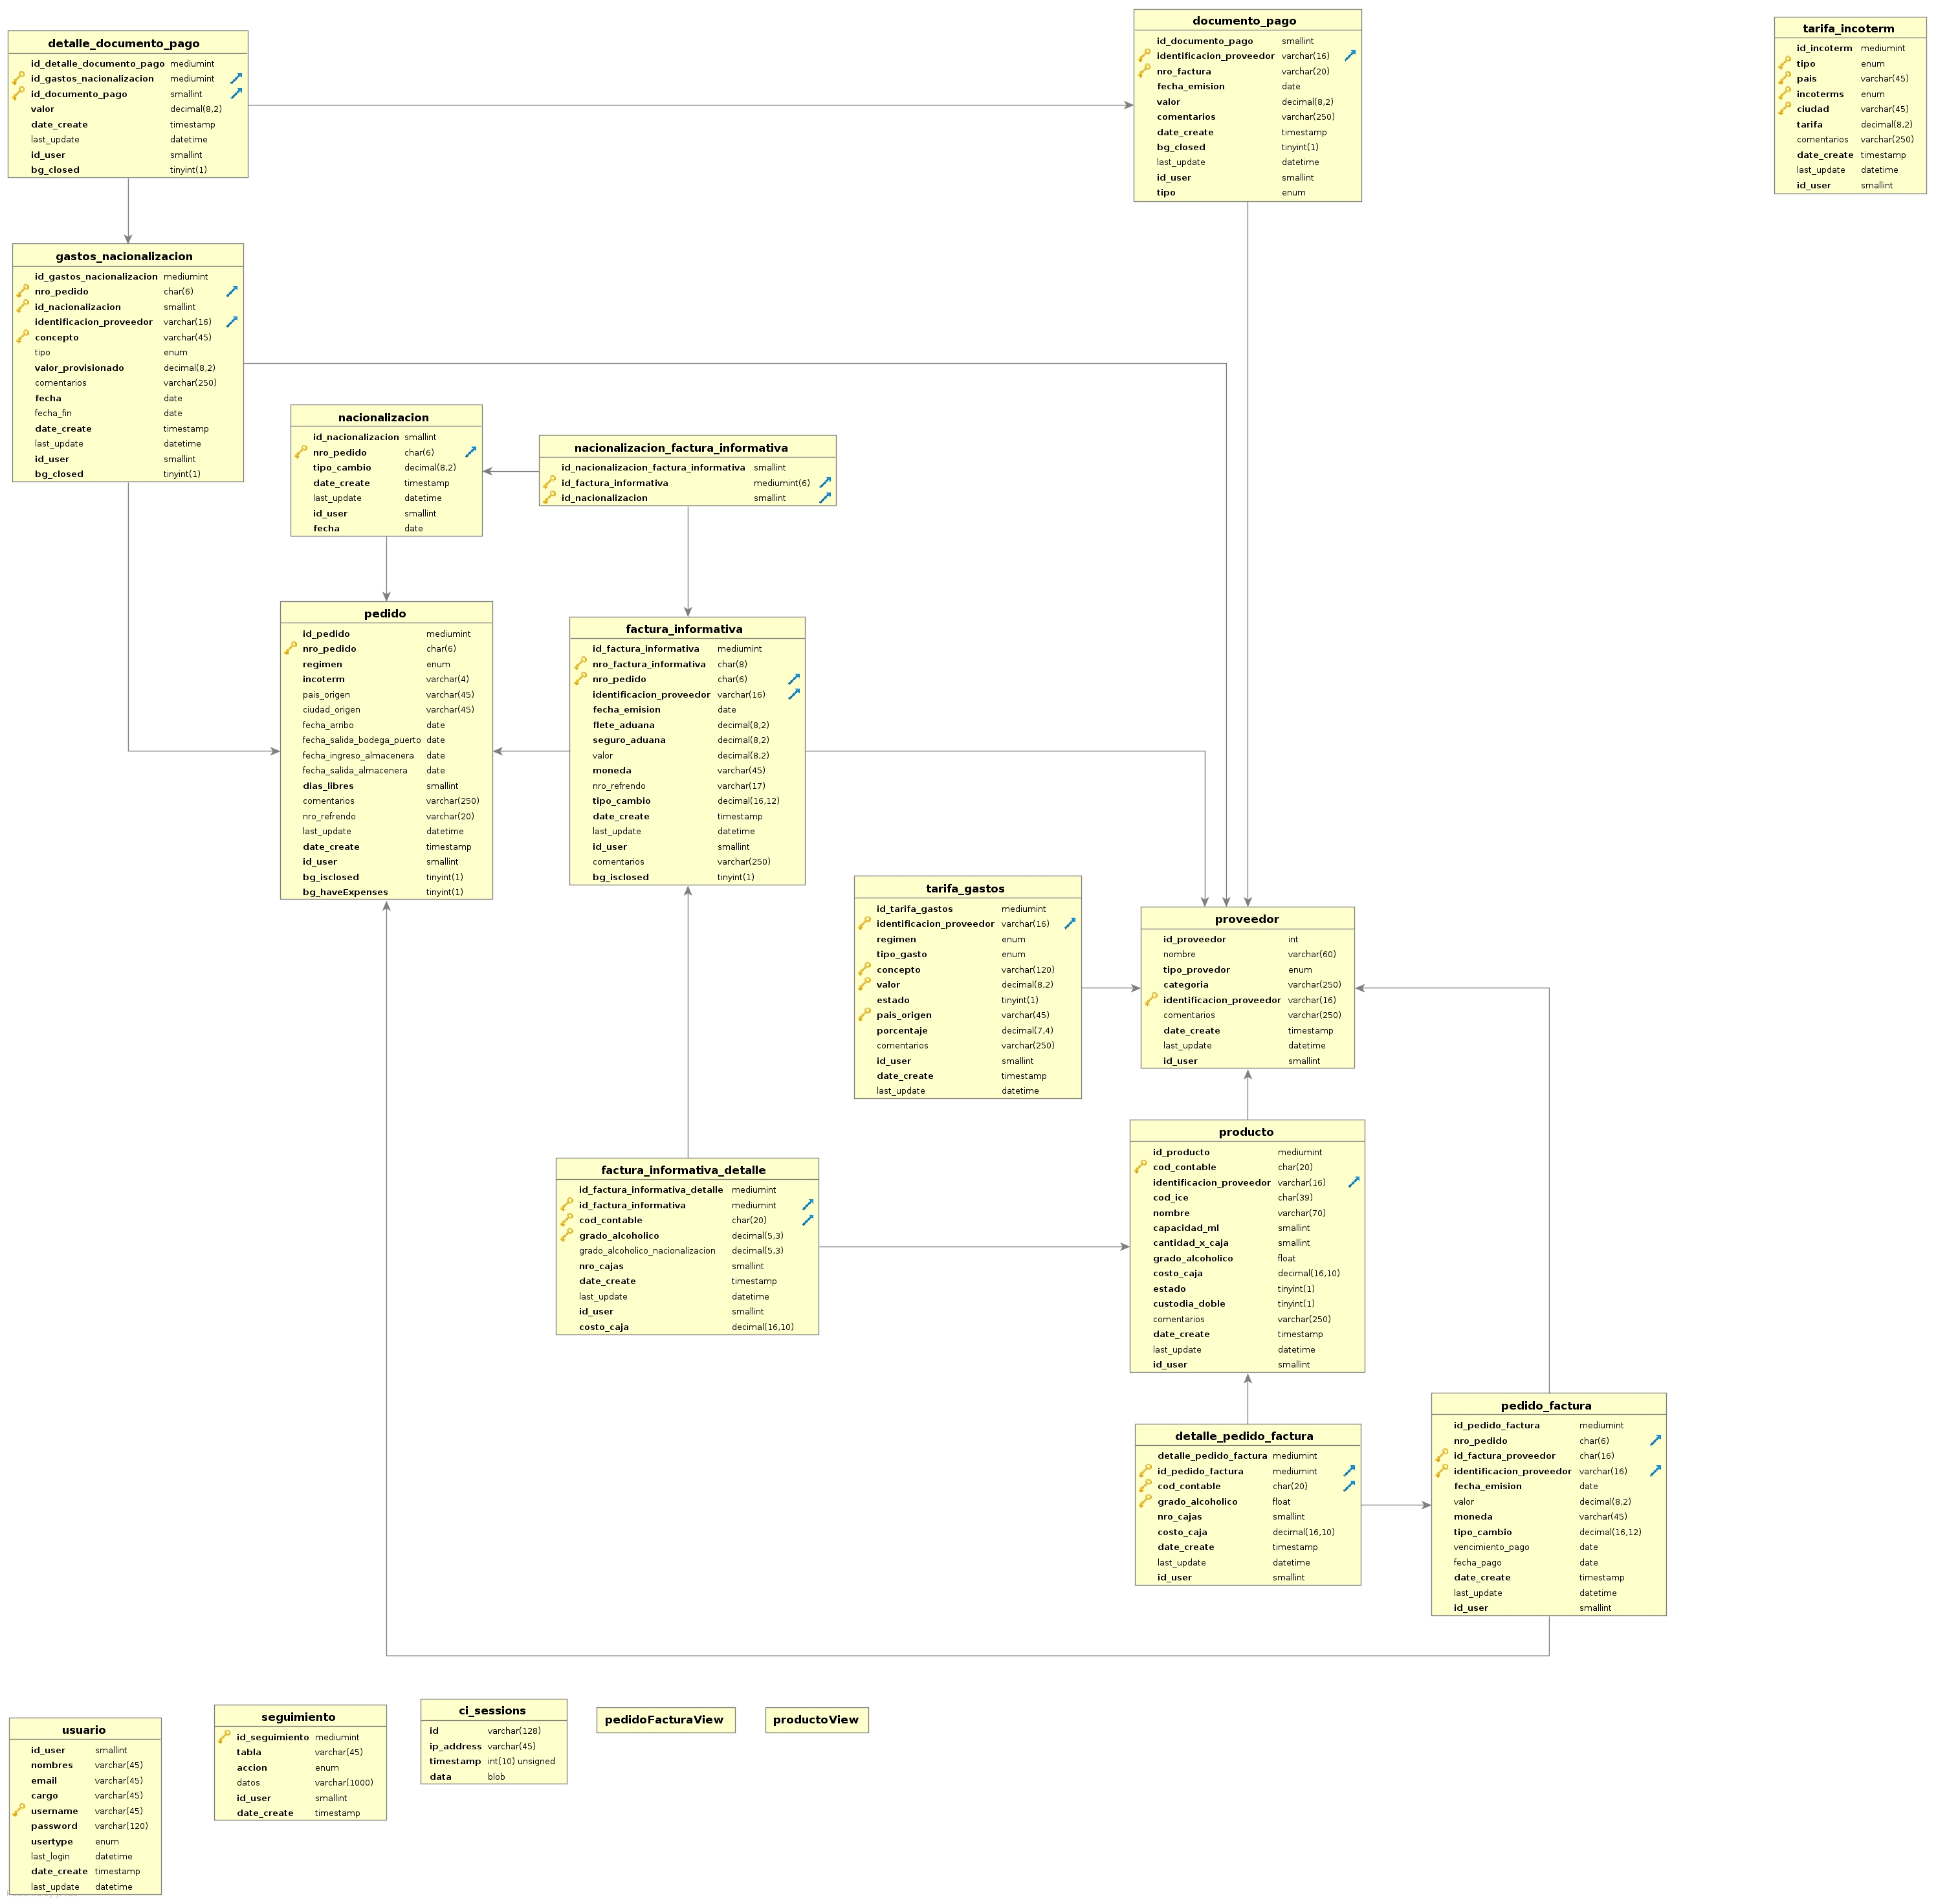 detalle_documento_pago
id_detalle_documento_pago mediumint
id_gastos_nacionalizacion mediumint
id_documento_pago smallint
valor decimal(8,2)
date_create timestamp
last_update datetime
id_user smallint
bg_closed tinyint(1)
documento_pago
id_documento_pago smallint
identificacion_proveedor varchar(16)
nro_factura varchar(20)
fecha_emision date
valor decimal(8,2)
comentarios varchar(250)
date_create timestamp
bg_closed tinyint(1)
last_update datetime
id_user smallint
tipo enum
tarifa_incoterm
id_incoterm mediumint
tipo enum
pais varchar(45)
incoterms enum
ciudad varchar(45)
tarifa decimal(8,2)
comentarios varchar(250)
date_create timestamp
last_update datetime
id_user smallint
gastos_nacionalizacion
id_gastos_nacionalizacion mediumint
nro_pedido char(6)
id_nacionalizacion smallint
identificacion_proveedor varchar(16)
concepto varchar(45)
tipo enum
valor_provisionado decimal(8,2)
comentarios varchar(250)
fecha date
fecha_fin date
date_create timestamp
last_update datetime
id_user smallint
bg_closed tinyint(1)
nacionalizacion
id_nacionalizacion smallint
nro_pedido char(6)
tipo_cambio decimal(8,2)
date_create timestamp
last_update datetime
id_user smallint
fecha date
nacionalizacion_factura_informativa
id_nacionalizacion_factura_informativa smallint
id_factura_informativa mediumint(6)
id_nacionalizacion smallint
pedido
id_pedido mediumint
nro_pedido char(6)
regimen enum
incoterm varchar(4)
pais_origen varchar(45)
ciudad_origen varchar(45)
fecha_arribo date
fecha_salida_bodega_puerto date
fecha_ingreso_almacenera date
fecha_salida_almacenera date
dias_libres smallint
comentarios varchar(250)
nro_refrendo varchar(20)
last_update datetime
date_create timestamp
id_user smallint
bg_isclosed tinyint(1)
bg_haveExpenses tinyint(1)
factura_informativa
id_factura_informativa mediumint
nro_factura_informativa char(8)
nro_pedido char(6)
identificacion_proveedor varchar(16)
fecha_emision date
flete_aduana decimal(8,2)
seguro_aduana decimal(8,2)
valor decimal(8,2)
moneda varchar(45)
nro_refrendo varchar(17)
tipo_cambio decimal(16,12)
date_create timestamp
last_update datetime
id_user smallint
comentarios varchar(250)
bg_isclosed tinyint(1)
tarifa_gastos
id_tarifa_gastos mediumint
identificacion_proveedor varchar(16)
regimen enum
tipo_gasto enum
concepto varchar(120)
valor decimal(8,2)
estado tinyint(1)
pais_origen varchar(45)
porcentaje decimal(7,4)
comentarios varchar(250)
id_user smallint
date_create timestamp
last_update datetime
proveedor
id_proveedor int
nombre varchar(60)
tipo_provedor enum
categoria varchar(250)
identificacion_proveedor varchar(16)
comentarios varchar(250)
date_create timestamp
last_update datetime
id_user smallint
factura_informativa_detalle
id_factura_informativa_detalle mediumint
id_factura_informativa mediumint
cod_contable char(20)
grado_alcoholico decimal(5,3)
grado_alcoholico_nacionalizacion decimal(5,3)
nro_cajas smallint
date_create timestamp
last_update datetime
id_user smallint
costo_caja decimal(16,10)
producto
id_producto mediumint
cod_contable char(20)
identificacion_proveedor varchar(16)
cod_ice char(39)
nombre varchar(70)
capacidad_ml smallint
cantidad_x_caja smallint
grado_alcoholico float
costo_caja decimal(16,10)
estado tinyint(1)
custodia_doble tinyint(1)
comentarios varchar(250)
date_create timestamp
last_update datetime
id_user smallint
detalle_pedido_factura
detalle_pedido_factura mediumint
id_pedido_factura mediumint
cod_contable char(20)
grado_alcoholico float
nro_cajas smallint
costo_caja decimal(16,10)
date_create timestamp
last_update datetime
id_user smallint
pedido_factura
id_pedido_factura mediumint
nro_pedido char(6)
id_factura_proveedor char(16)
identificacion_proveedor varchar(16)
fecha_emision date
valor decimal(8,2)
moneda varchar(45)
tipo_cambio decimal(16,12)
vencimiento_pago date
fecha_pago date
date_create timestamp
last_update datetime
id_user smallint
usuario
id_user smallint
nombres varchar(45)
email varchar(45)
cargo varchar(45)
username varchar(45)
password varchar(120)
usertype enum
last_login datetime
date_create timestamp
last_update datetime
seguimiento
id_seguimiento mediumint
tabla varchar(45)
accion enum
datos varchar(1000)
id_user smallint
date_create timestamp
ci_sessions
id varchar(128)
ip_address varchar(45)
timestamp int(10) unsigned
data blob
pedidoFacturaView
productoView